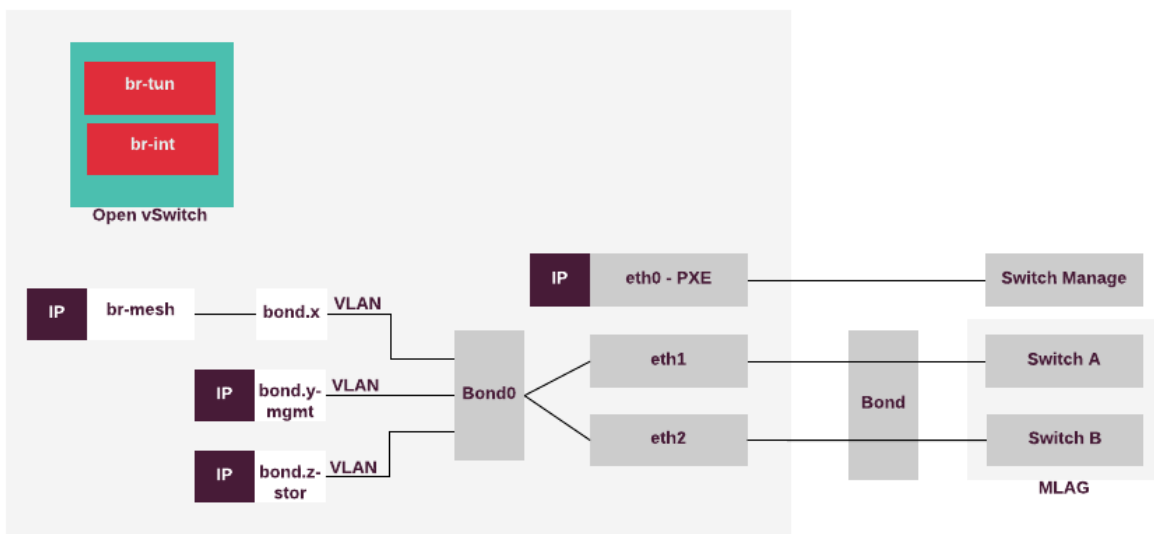 br-tun
br-int
Open vSwitch
IP
eth0 - PXE
Switch Manage
IP
br-mesh
bond.x
VLAN
eth1
Switch A
IP
bond.y-
mgmt
VLAN
Bond0
Bond
eth2
Switch B
IP
bond.z-
stor
VLAN
MLAG